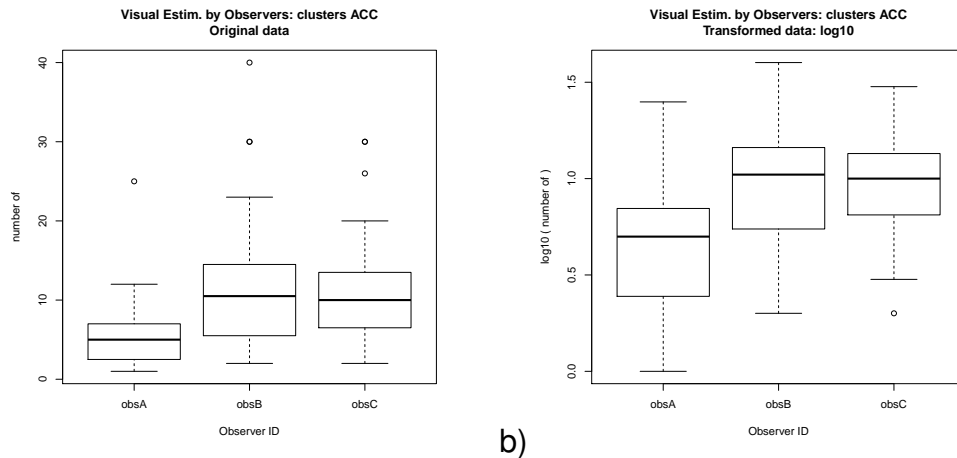 Visual Estim. by Observers: clusters ACC
Original data
number of
40
30
20
10
0
obsA
obsB
obsC
Observer ID
b)
Visual Estim. by Observers: clusters ACC
Transformed data: log10
log10 ( number of )
1.5
1.0
0.5
0.0
obsA
obsB
obsC
Observer ID